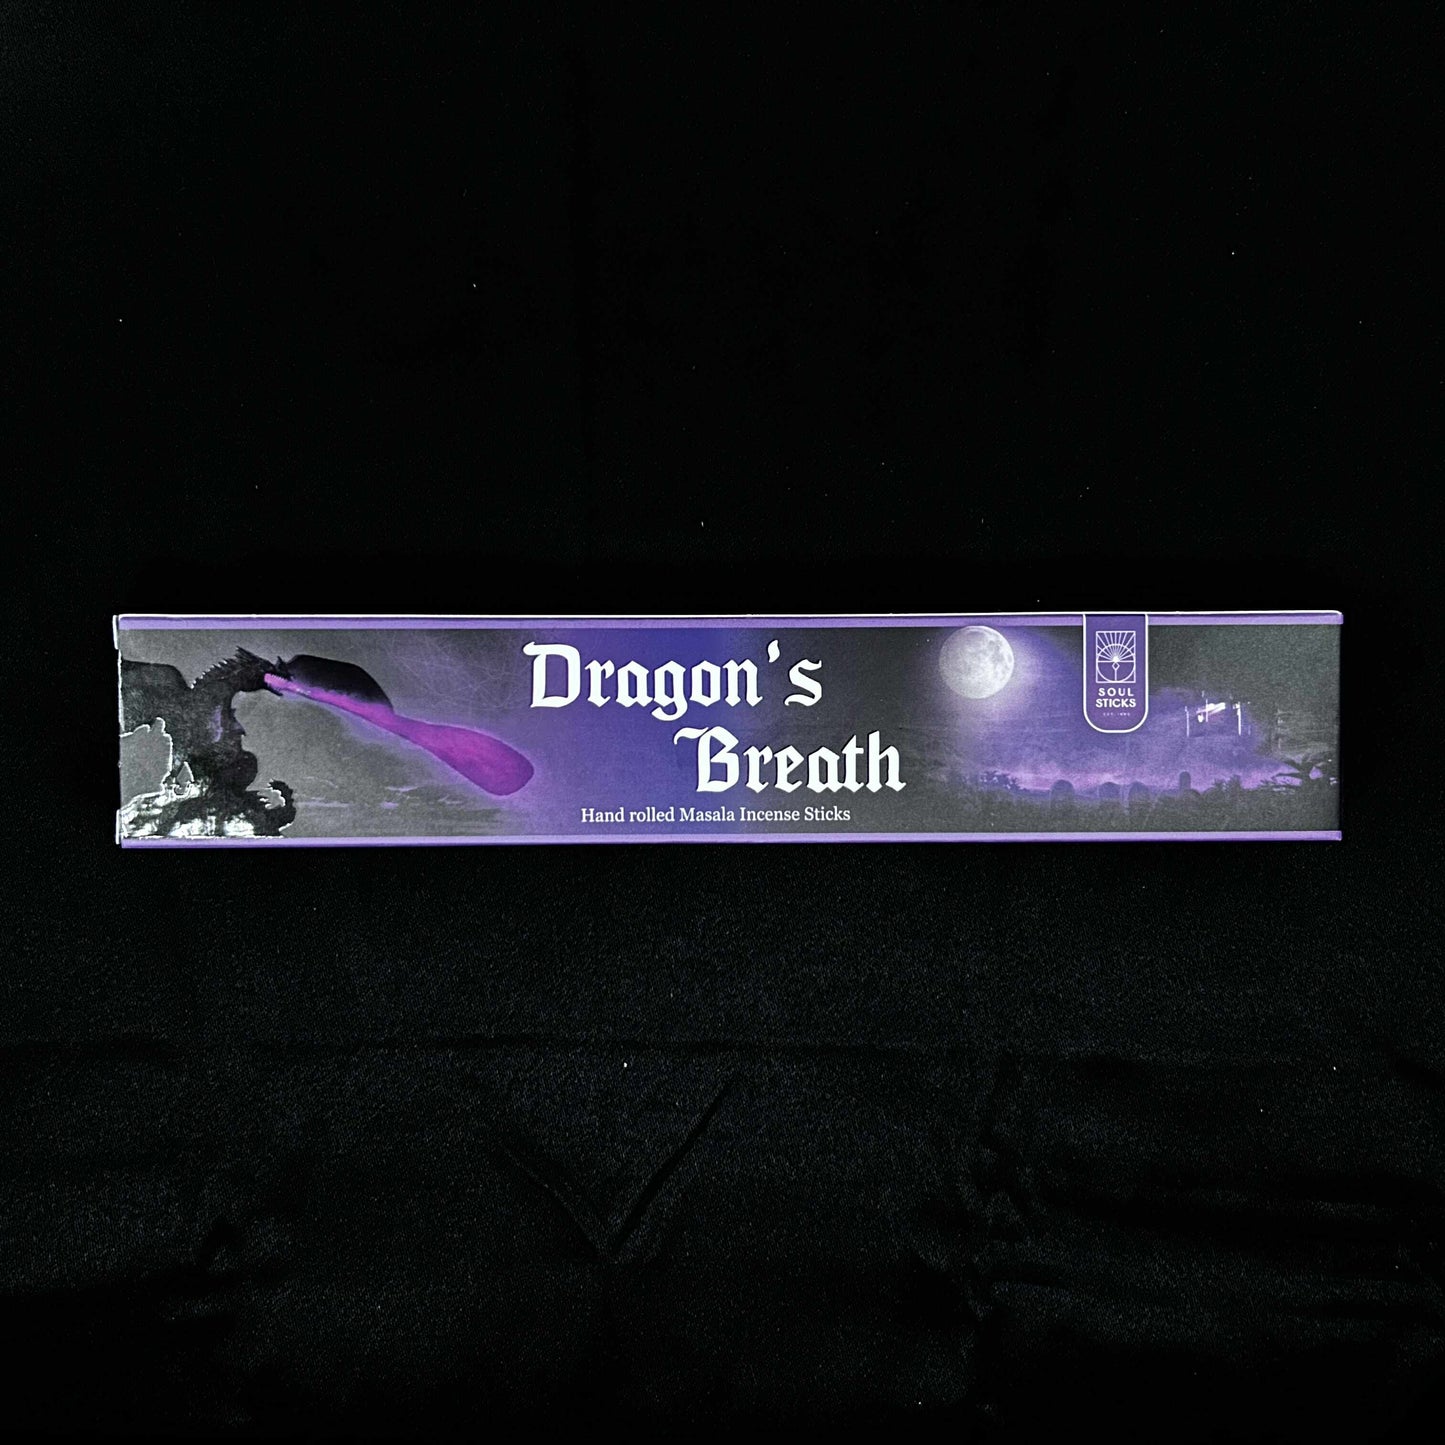 Dragon's
Breath
Hand rolled Masala Incense Sticks
SOUL
STICKS